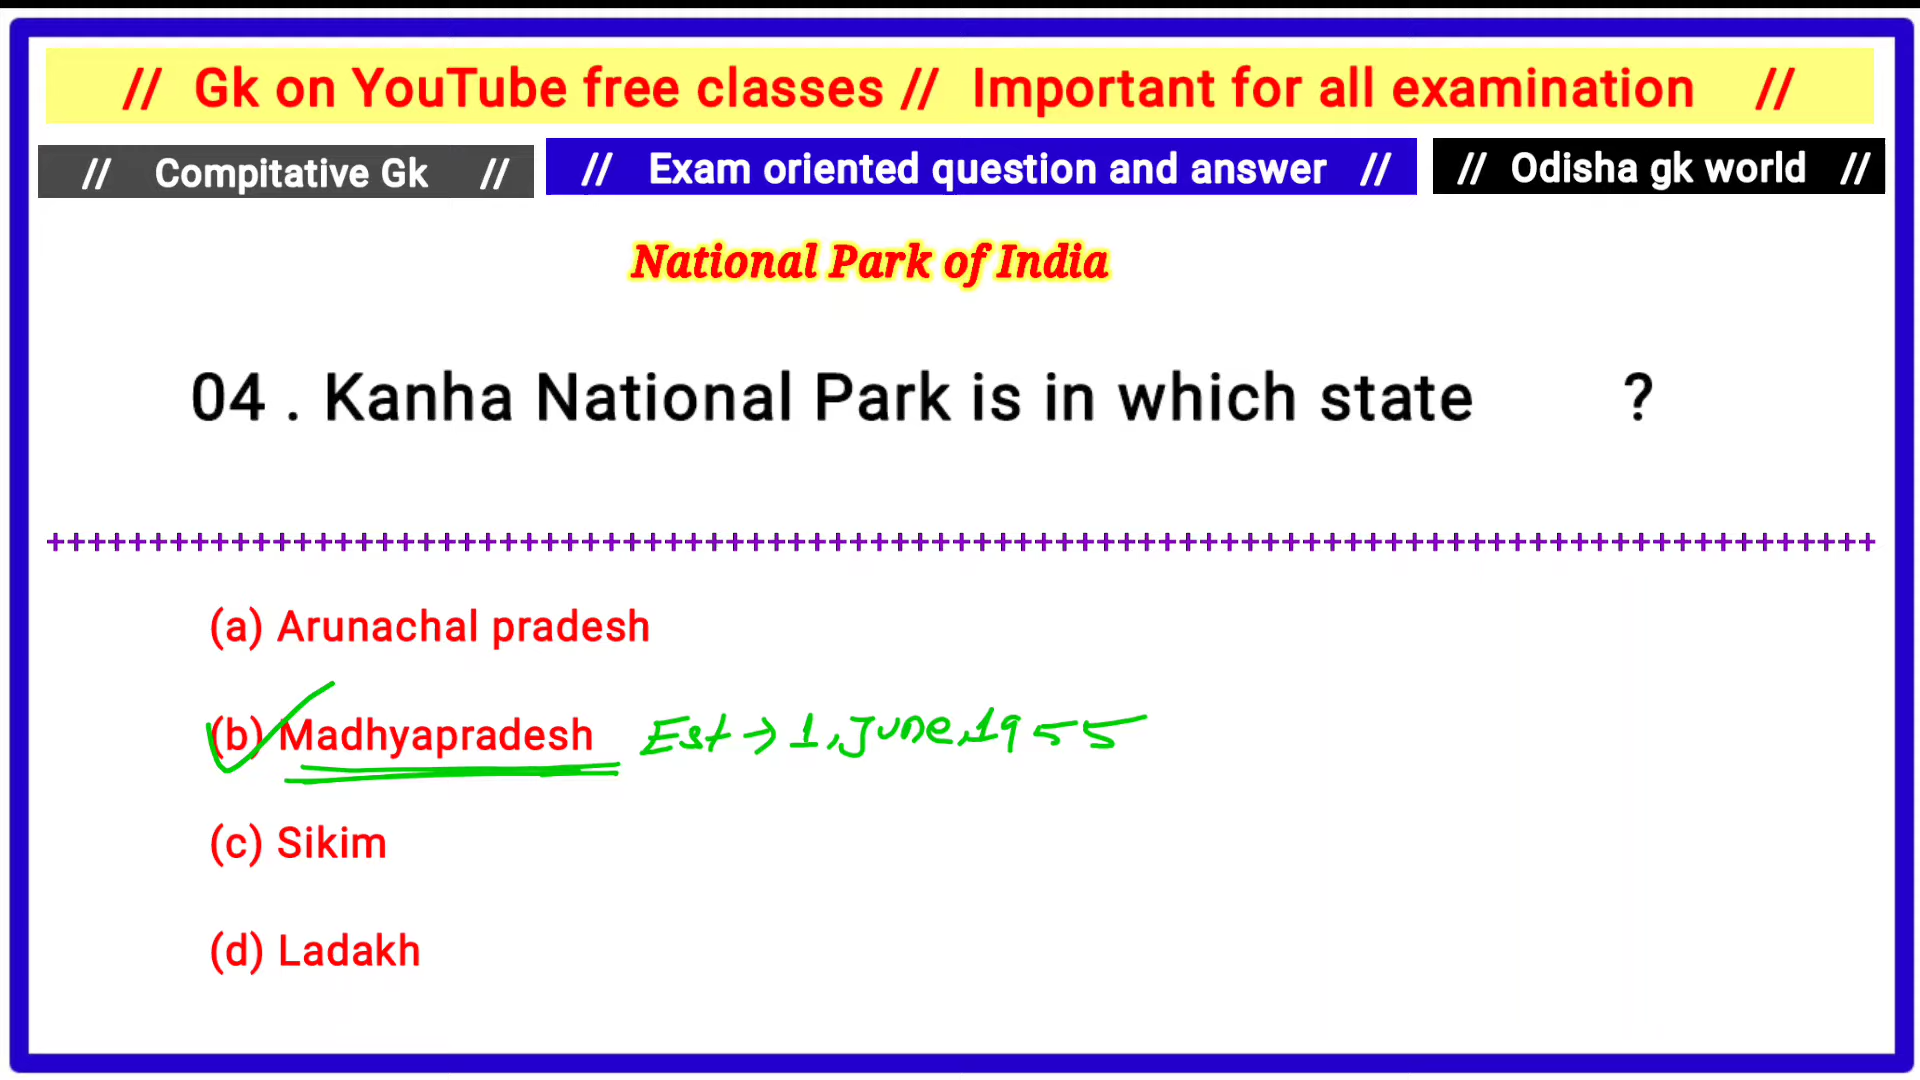 // Gk on YouTube free classes // Important for all examination //
// Compitative Gk // // Exam oriented question and answer // // Odisha gk world //
National Park of India
04 . Kanha National Park is in which state ?
++++++++++++++++++++++++++++++++++++++++++++++++++++++++++++++++++++++++++++++++++++++++
(a) Arunachal pradesh
(b) Madhyapradesh Est → 1, June, 1955
(c) Sikim
(d) Ladakh